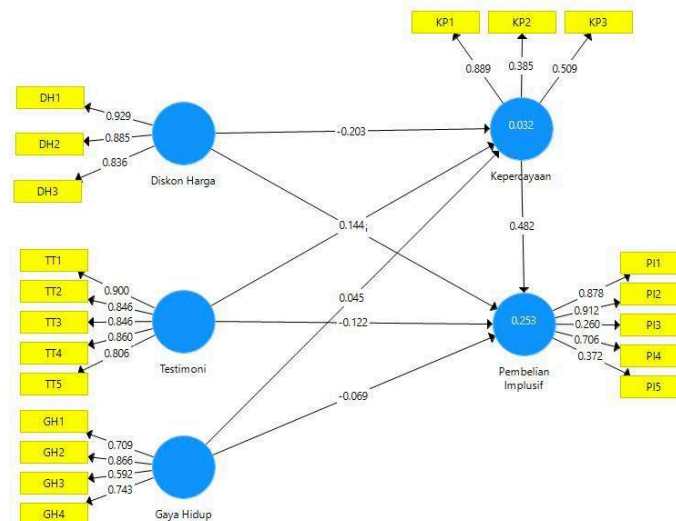 KP1
KP2
KP3
0.889
0.385
0.509
DH1
DH2
DH3
0.929
0.885
0.836
Diskon Harga
-0.203
0.032
Kepercayaan
0.144
0.482
TT1
TT2
TT3
TT4
TT5
0.900
0.846
0.846
0.860
0.806
Testimoni
0.045
-0.122
0.253
Pembelian
Implusif
PI1
PI2
PI3
PI4
PI5
0.878
0.912
0.260
0.706
0.372
-0.069
GH1
GH2
GH3
GH4
0.709
0.866
0.592
0.743
Gaya Hidup